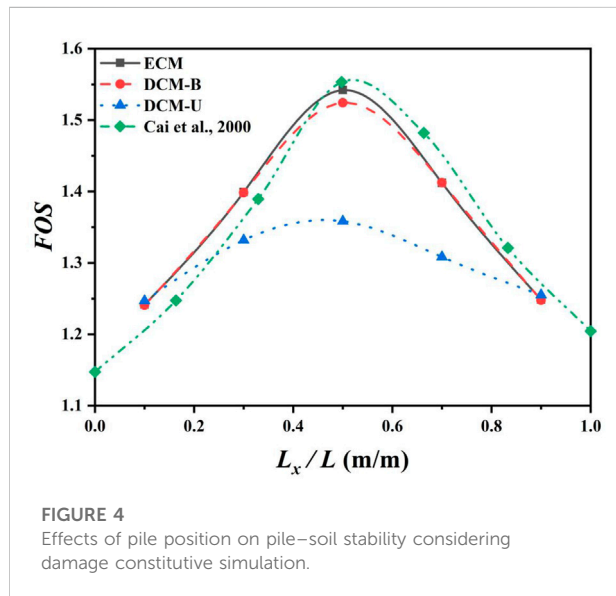 1.6
1.5
1.4
1.3
1.2
1.1
FOS
ECM
DCM-B
DCM-U
Cai et al., 2000
0.0 0.2 0.4 0.6 0.8 1.0
Lx / L (m/m)
FIGURE 4
Effects of pile position on pile–soil stability considering
damage constitutive simulation.